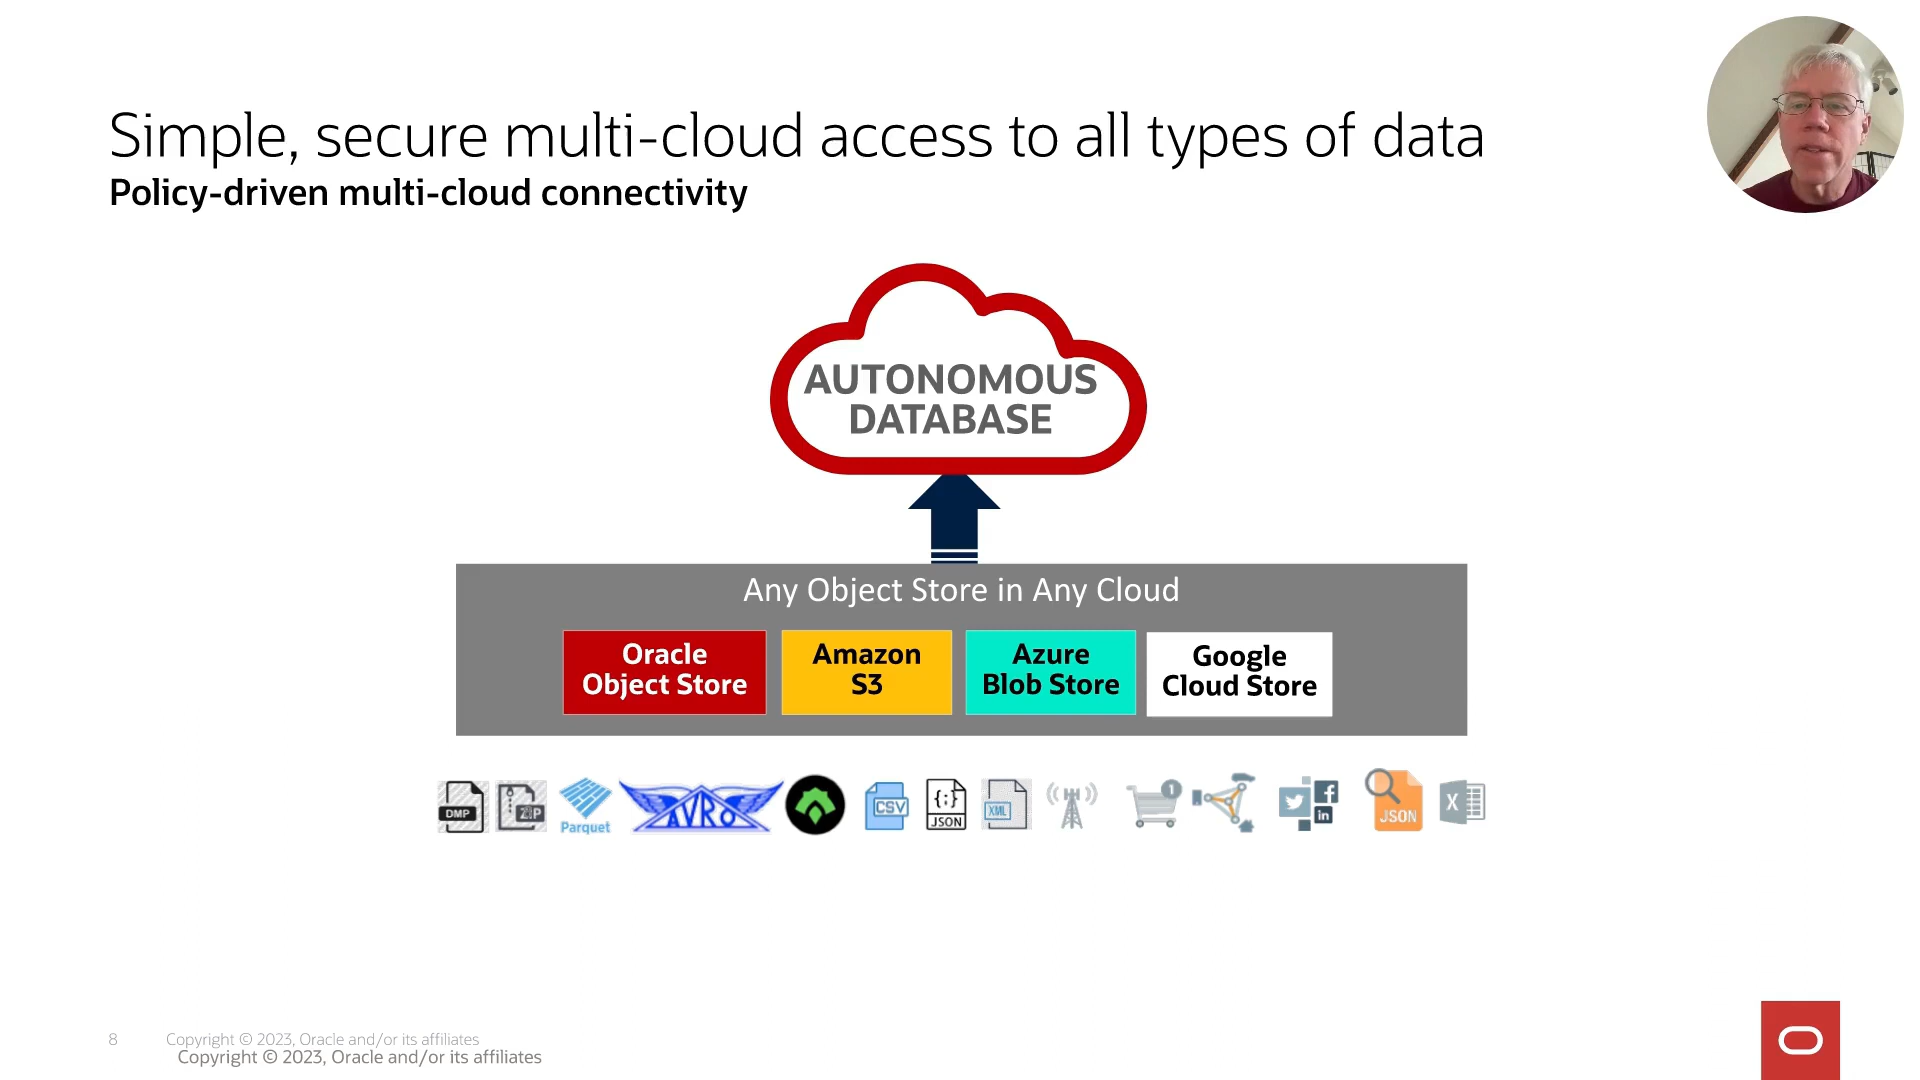 Simple, secure multi-cloud access to all types of data
Policy-driven multi-cloud connectivity
AUTONOMOUS
DATABASE
Any Object Store in Any Cloud
Oracle
Object Store
Amazon
S3
Azure
Blob Store
Google
Cloud Store
DMP
ZIP
Parquet
AVRO
CSV
{:}
JSON
XML
1
f
in
JSON
X
8
Copyright © 2023, Oracle and/or its affiliates
Copyright © 2023, Oracle and/or its affiliates